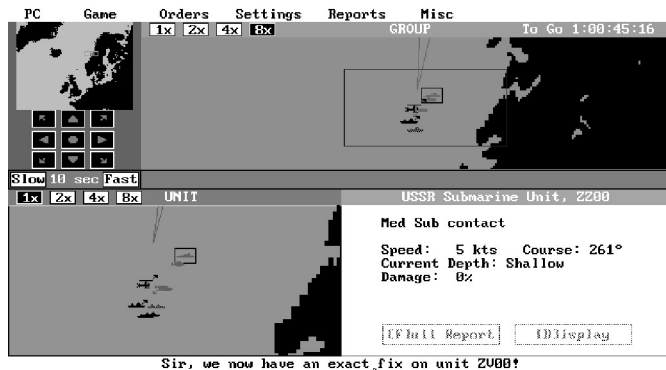 PC Game Orders Settings Reports Misc
1x 2x 4x 8x GROUP To Go 1:00:45:16
Slow 10 sec Fast
1x 2x 4x 8x UNIT USSR Submarine Unit, ZZ00
Med Sub contact
Speed: 5 kts Course: 261°
Current Depth: Shallow
Damage: 0%
[F]ull Report [D]isplay
Sir, we now have an exact fix on unit ZV00!